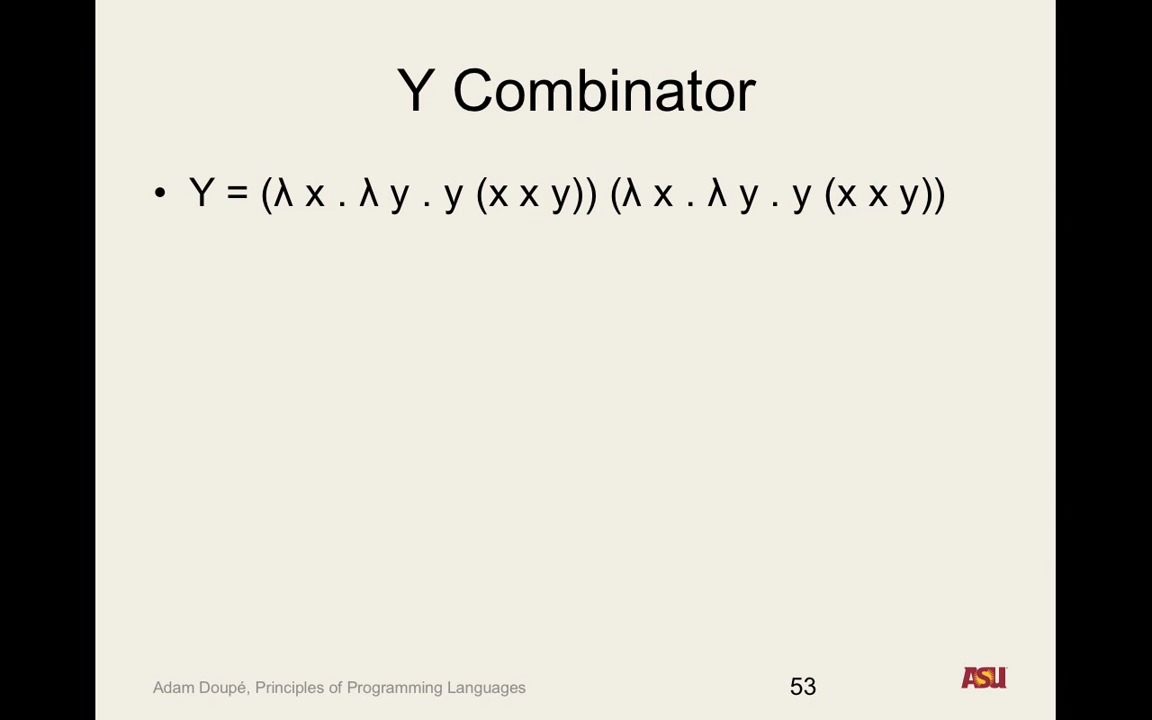 Y Combinator
• Y = (λ x . λ y . y (x x y)) (λ x . λ y . y (x x y))
Adam Doupé, Principles of Programming Languages
53
ASU